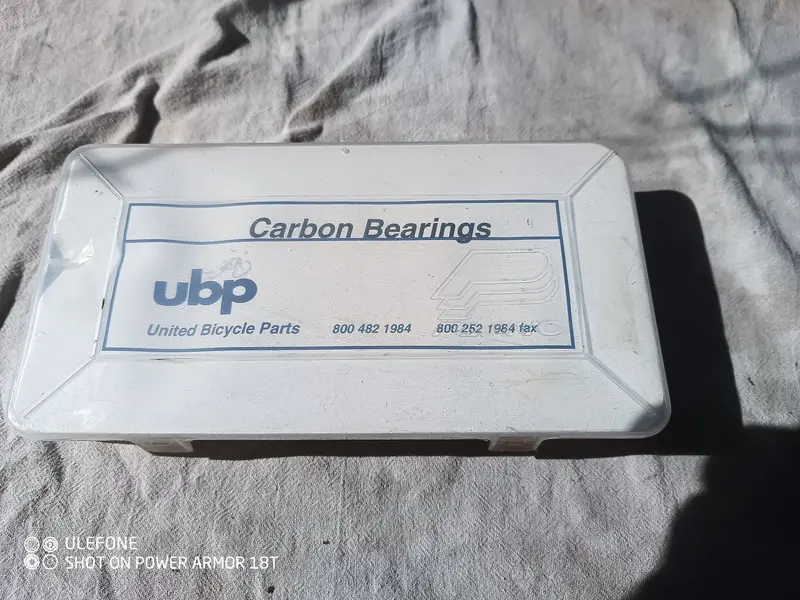 Carbon Bearings
ubp
United Bicycle Parts 800 482 1984 800 252 1984 fax
ULEFONE
SHOT ON POWER ARMOR 18T